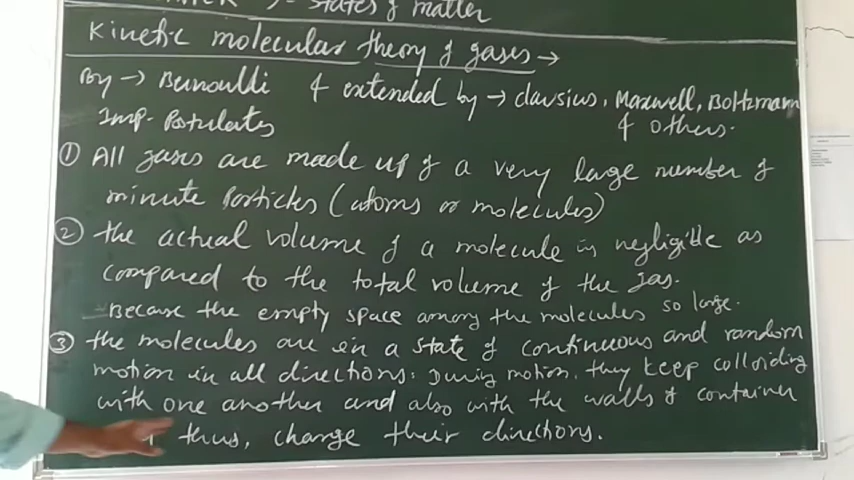 :- States of matter
Kinetic molecular theory of gases →
By → Bernoulli & extended by → clausius, Maxwell, Boltzmann
Imp. Postulates & others.
① All gases are made up of a very large number of
minute particles (atoms or molecules)
② the actual volume of a molecule is negligible as
compared to the total volume of the gas.
- Because the empty space among the molecules so large.
③ the molecules are in a state of continuous and random
motion in all directions. During motion, they keep colloiding
with one another and also with the walls of container
& thus, change their directions.